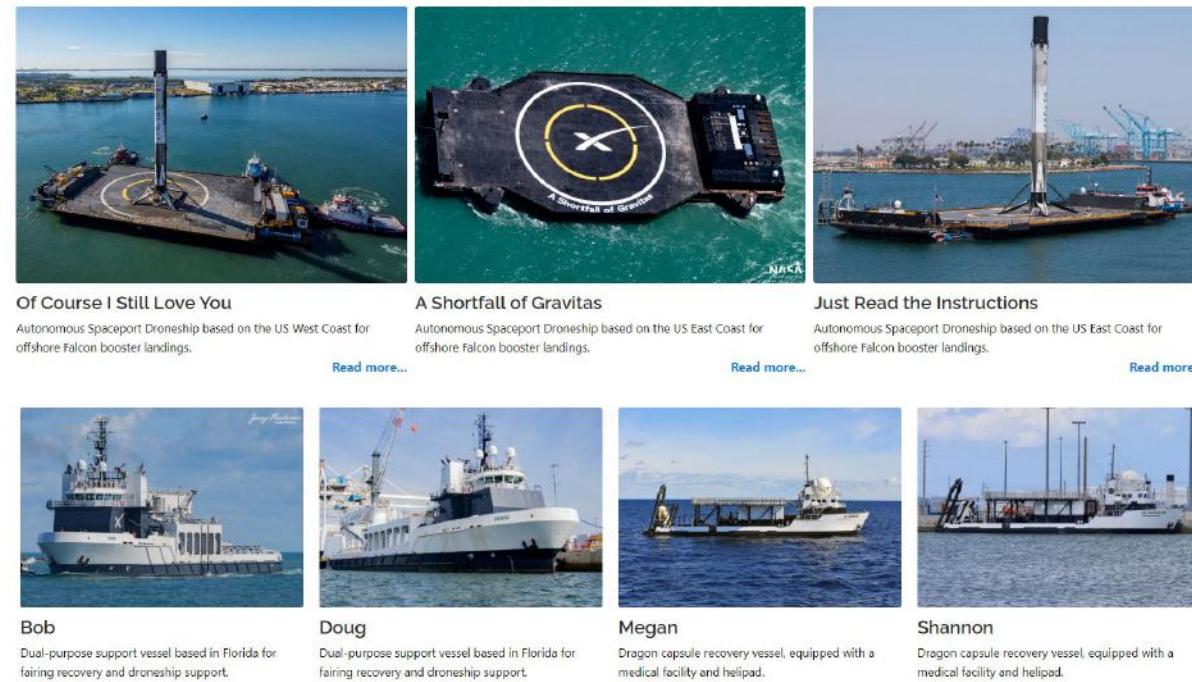 A Shortfall of Gravitas
NASA
Of Course I Still Love You
Autonomous Spaceport Droneship based on the US West Coast for
offshore Falcon booster landings.
Read more...
A Shortfall of Gravitas
Autonomous Spaceport Droneship based on the US East Coast for
offshore Falcon booster landings.
Read more...
Just Read the Instructions
Autonomous Spaceport Droneship based on the US East Coast for
offshore Falcon booster landings.
Read more
Bob
Dual-purpose support vessel based in Florida for
fairing recovery and droneship support.
Doug
Dual-purpose support vessel based in Florida for
fairing recovery and droneship support.
Megan
Dragon capsule recovery vessel, equipped with a
medical facility and helipad.
Shannon
Dragon capsule recovery vessel, equipped with a
medical facility and helipad.